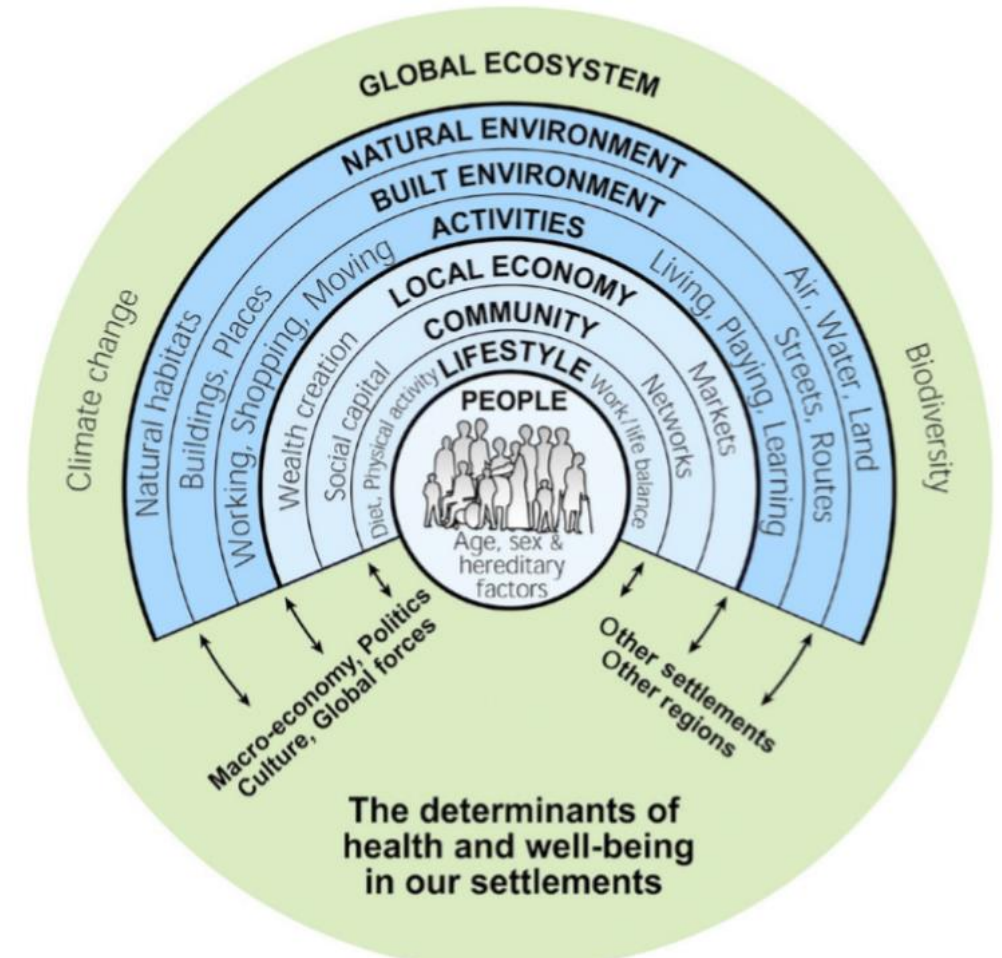 GLOBAL ECOSYSTEM
NATURAL ENVIRONMENT
BUILT ENVIRONMENT
ACTIVITIES
LOCAL ECONOMY
COMMUNITY
LIFESTYLE
PEOPLE
Age, sex &
hereditary
factors
Climate change
Natural habitats
Buildings, Places
Working, Shopping, Moving
Wealth creation
Social capital
Diet, Physical activity
Work/life balance
Networks
Markets
Living, Playing, Learning
Streets, Routes
Air, Water, Land
Biodiversity
Macro-economy, Politics
Culture, Global forces
Other settlements
Other regions
The determinants of
health and well-being
in our settlements